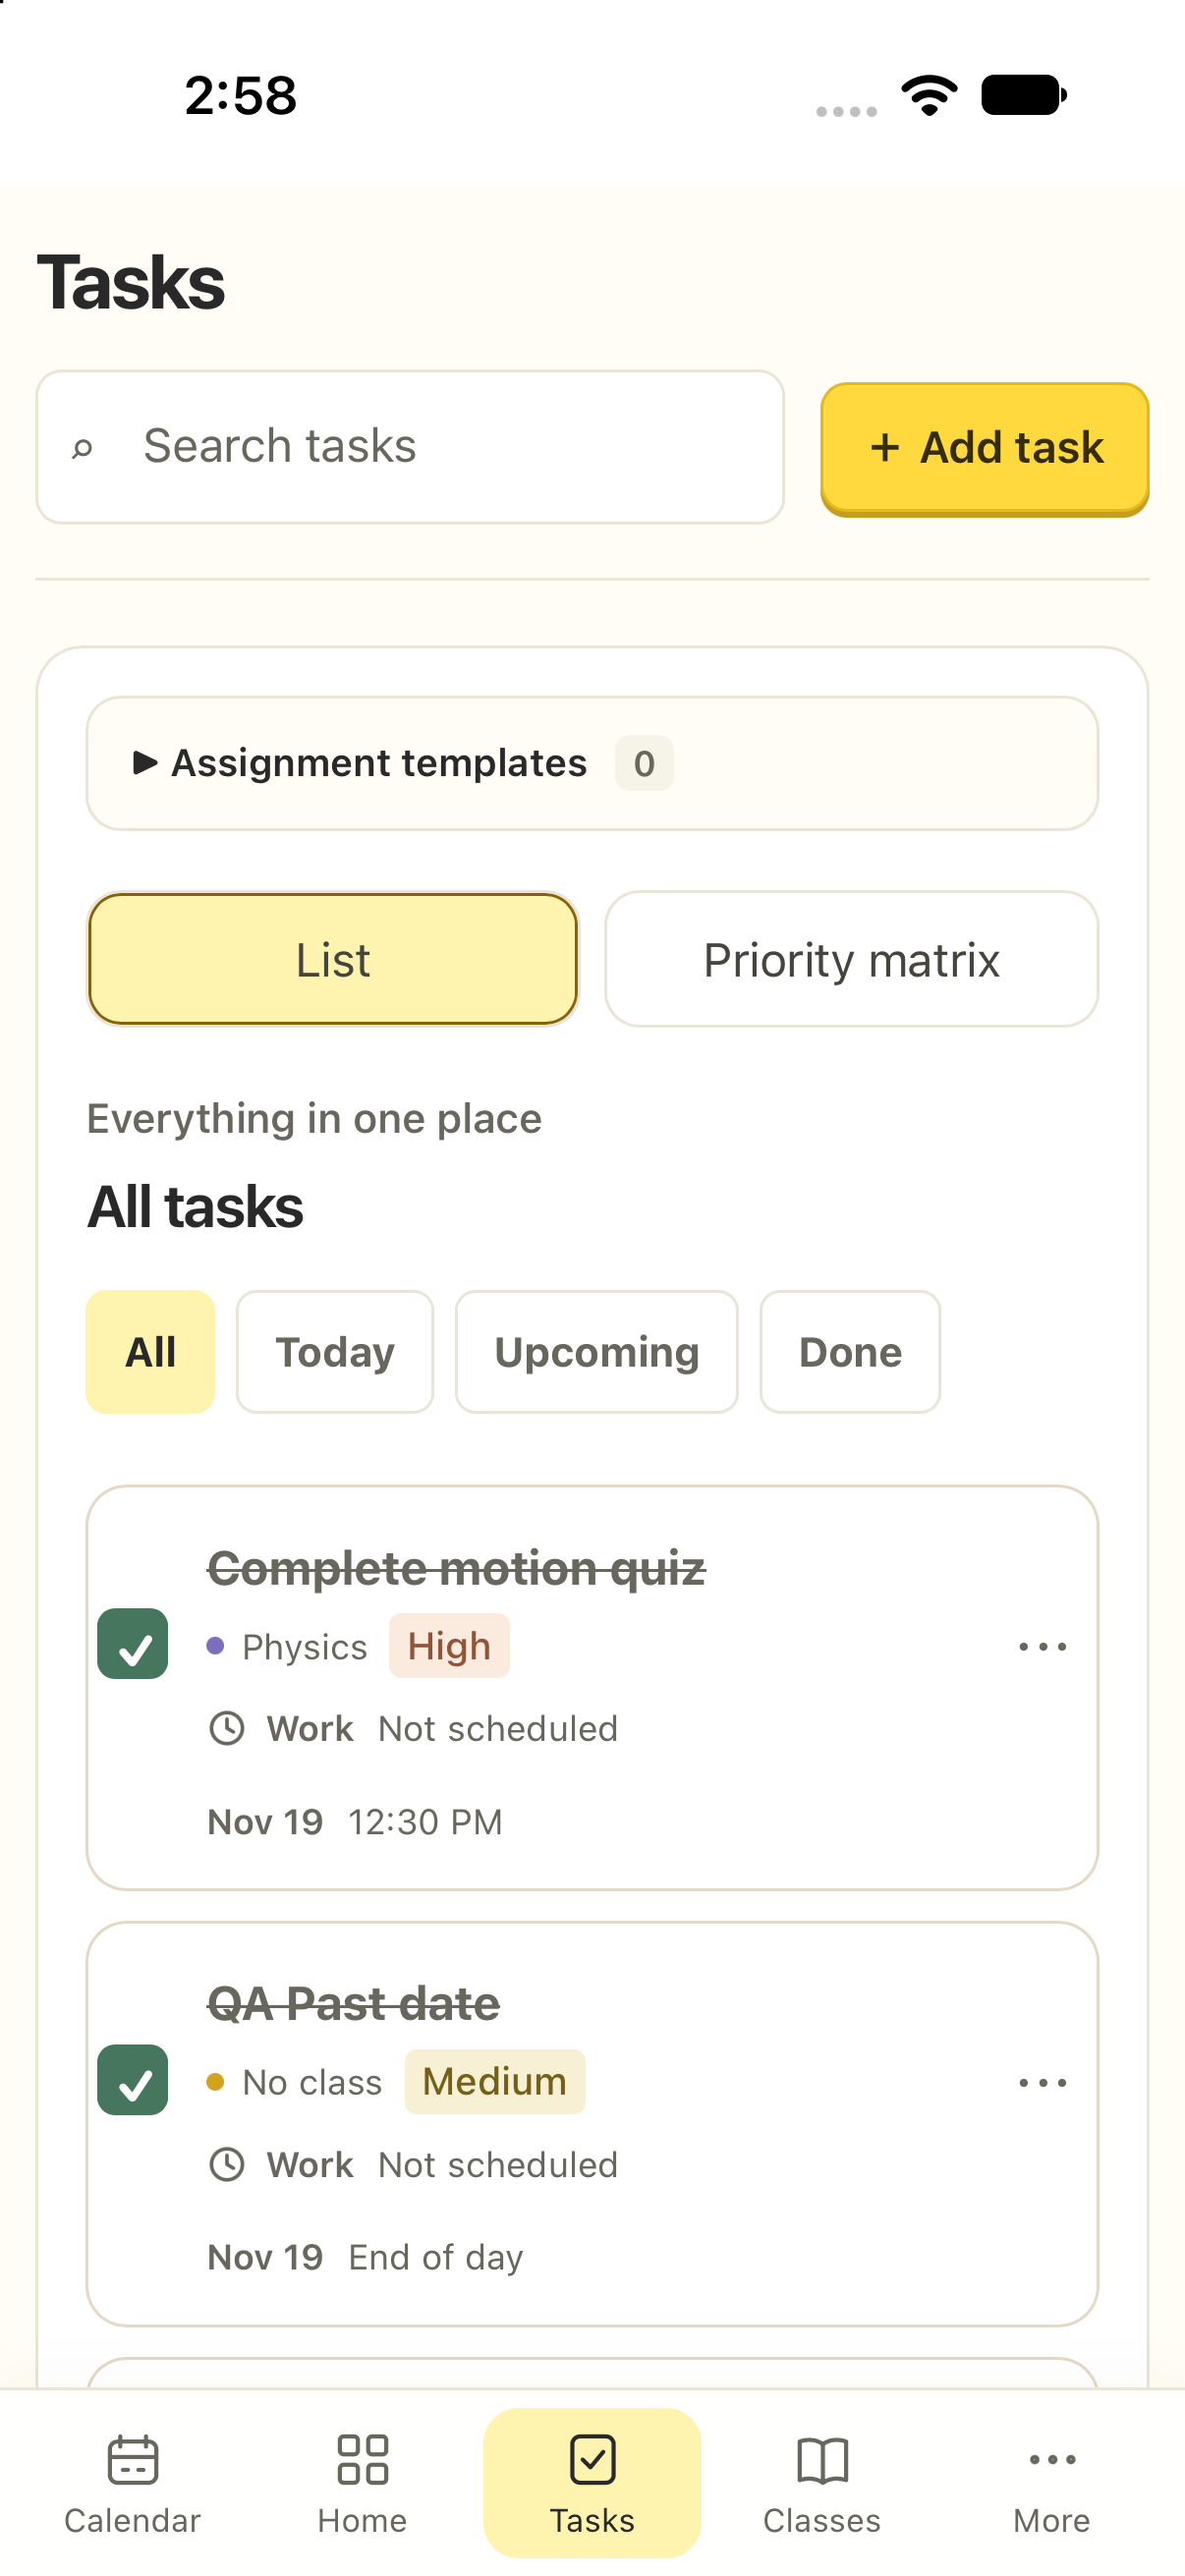 2:58
Tasks
Search tasks
+ Add task
Assignment templates 0
List
Priority matrix
Everything in one place
All tasks
All
Today
Upcoming
Done
Complete motion quiz
Physics High
Work Not scheduled
Nov 19 12:30 PM
QA Past date
No class Medium
Work Not scheduled
Nov 19 End of day
Calendar
Home
Tasks
Classes
More